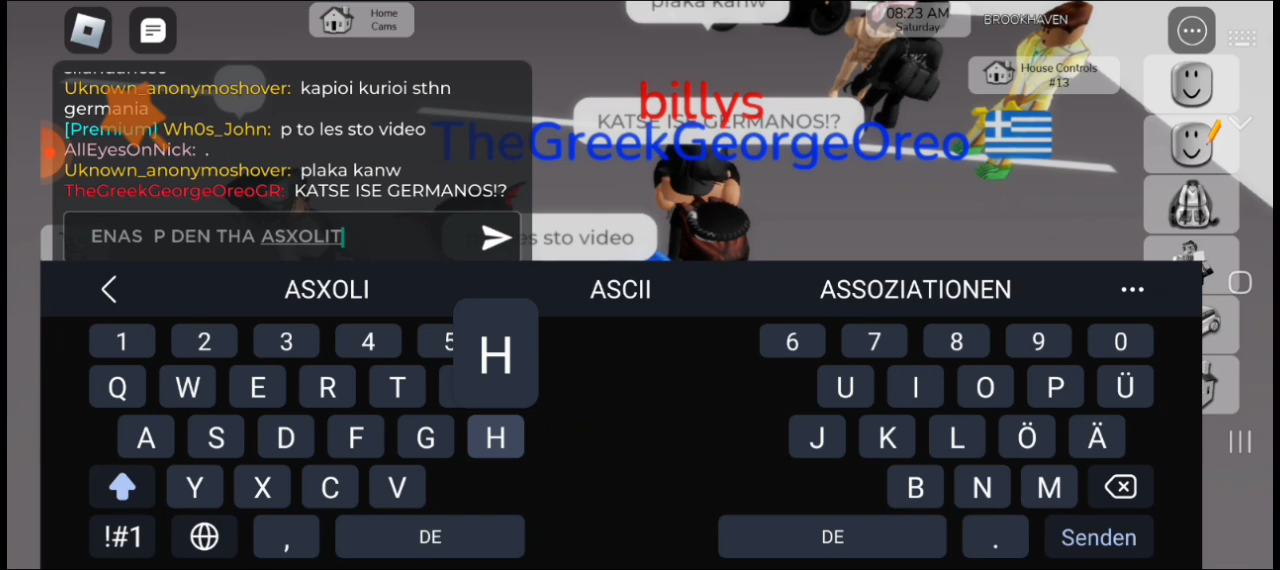 Home
Cams
plaka kanw
08:23 AM
Saturday
BROOKHAVEN
House Controls
#13
Uknown_anonymoshover: kapioi kurioi sthn
germania
[Premium] Wh0s_John: p to les sto video
AllEyesOnNick: .
Uknown_anonymoshover: plaka kanw
TheGreekGeorgeOreoGR: KATSE ISE GERMANOS!?
billys
KATSE ISE GERMANOS!?
TheGreekGeorgeOreo
ENAS P DEN THA ASXOLIT
les sto video
ASXOLI ASCII ASSOZIATIONEN
1 2 3 4 5 6 7 8 9 0
H
Q W E R T U I O P Ü
A S D F G H J K L Ö Ä
Y X C V B N M
!#1 , DE DE . Senden